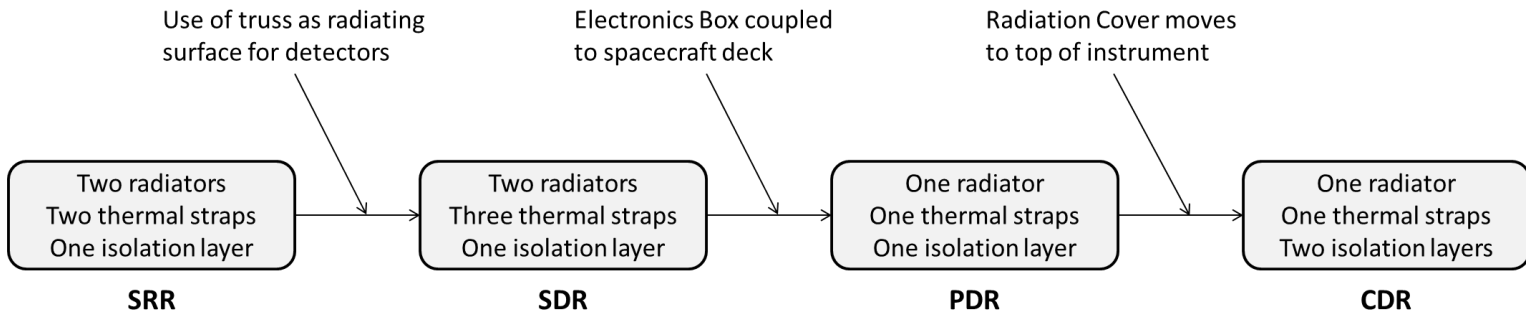 Use of truss as radiating
surface for detectors
Electronics Box coupled
to spacecraft deck
Radiation Cover moves
to top of instrument
Two radiators
Two thermal straps
One isolation layer
SRR
Two radiators
Three thermal straps
One isolation layer
SDR
One radiator
One thermal straps
One isolation layer
PDR
One radiator
One thermal straps
Two isolation layers
CDR